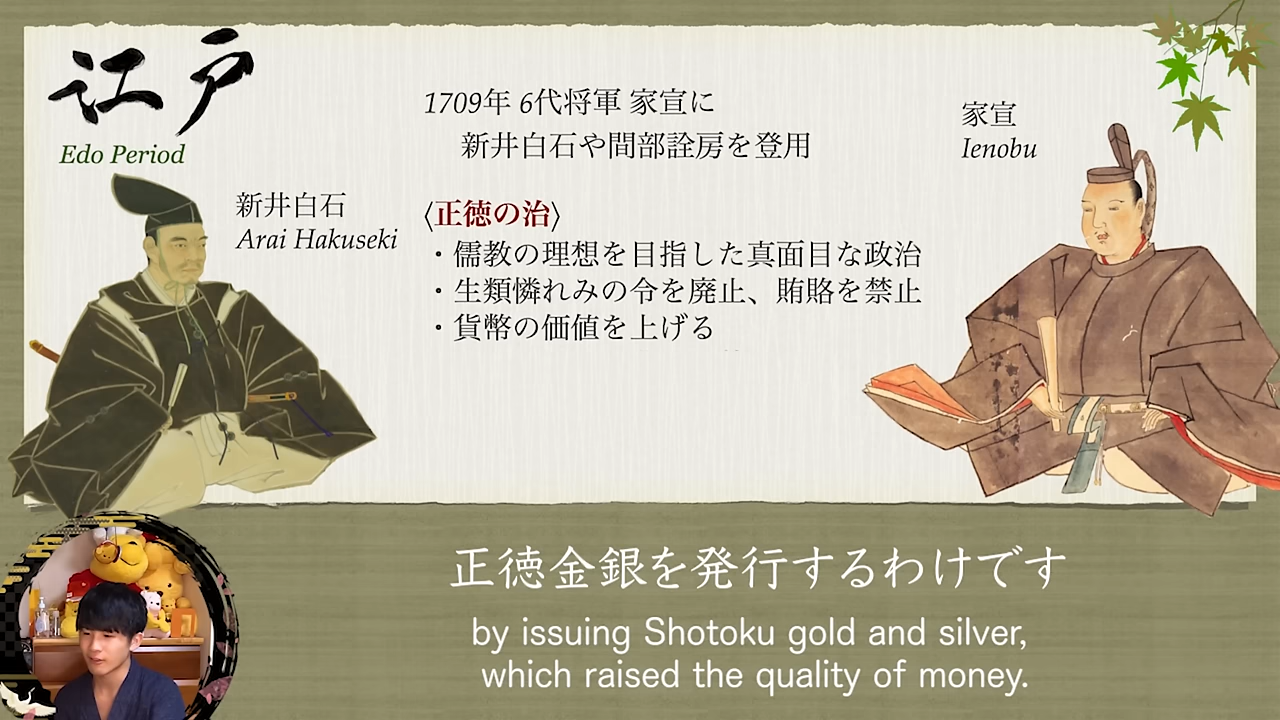 江戸
Edo Period
新井白石
Arai Hakuseki
1709年 6代将軍 家宣に
新井白石や間部詮房を登用
〈正徳の治〉
・儒教の理想を目指した真面目な政治
・生類憐れみの令を廃止、賄賂を禁止
・貨幣の価値を上げる
家宣
Ienobu
正徳金銀を発行するわけです
by issuing Shotoku gold and silver,
which raised the quality of money.